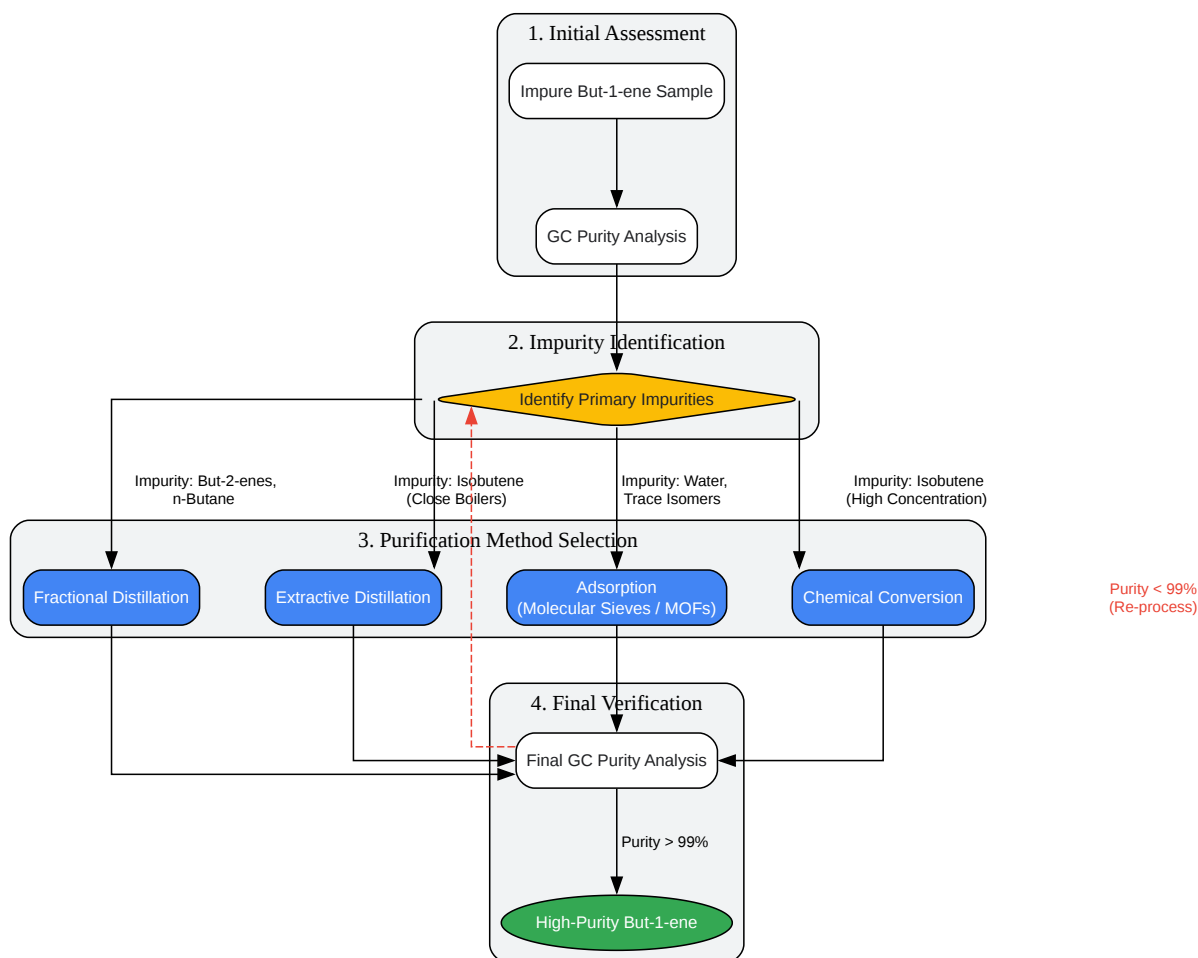 1. Initial Assessment
Impure But-1-ene Sample
GC Purity Analysis
2. Impurity Identification
Identify Primary Impurities
Impurity: But-2-enes,
n-Butane
Impurity: Isobutene
(Close Boilers)
Impurity: Water,
Trace Isomers
Impurity: Isobutene
(High Concentration)
3. Purification Method Selection
Fractional Distillation
Extractive Distillation
Adsorption
(Molecular Sieves / MOFs)
Chemical Conversion
Purity < 99%
(Re-process)
4. Final Verification
Final GC Purity Analysis
Purity > 99%
High-Purity But-1-ene